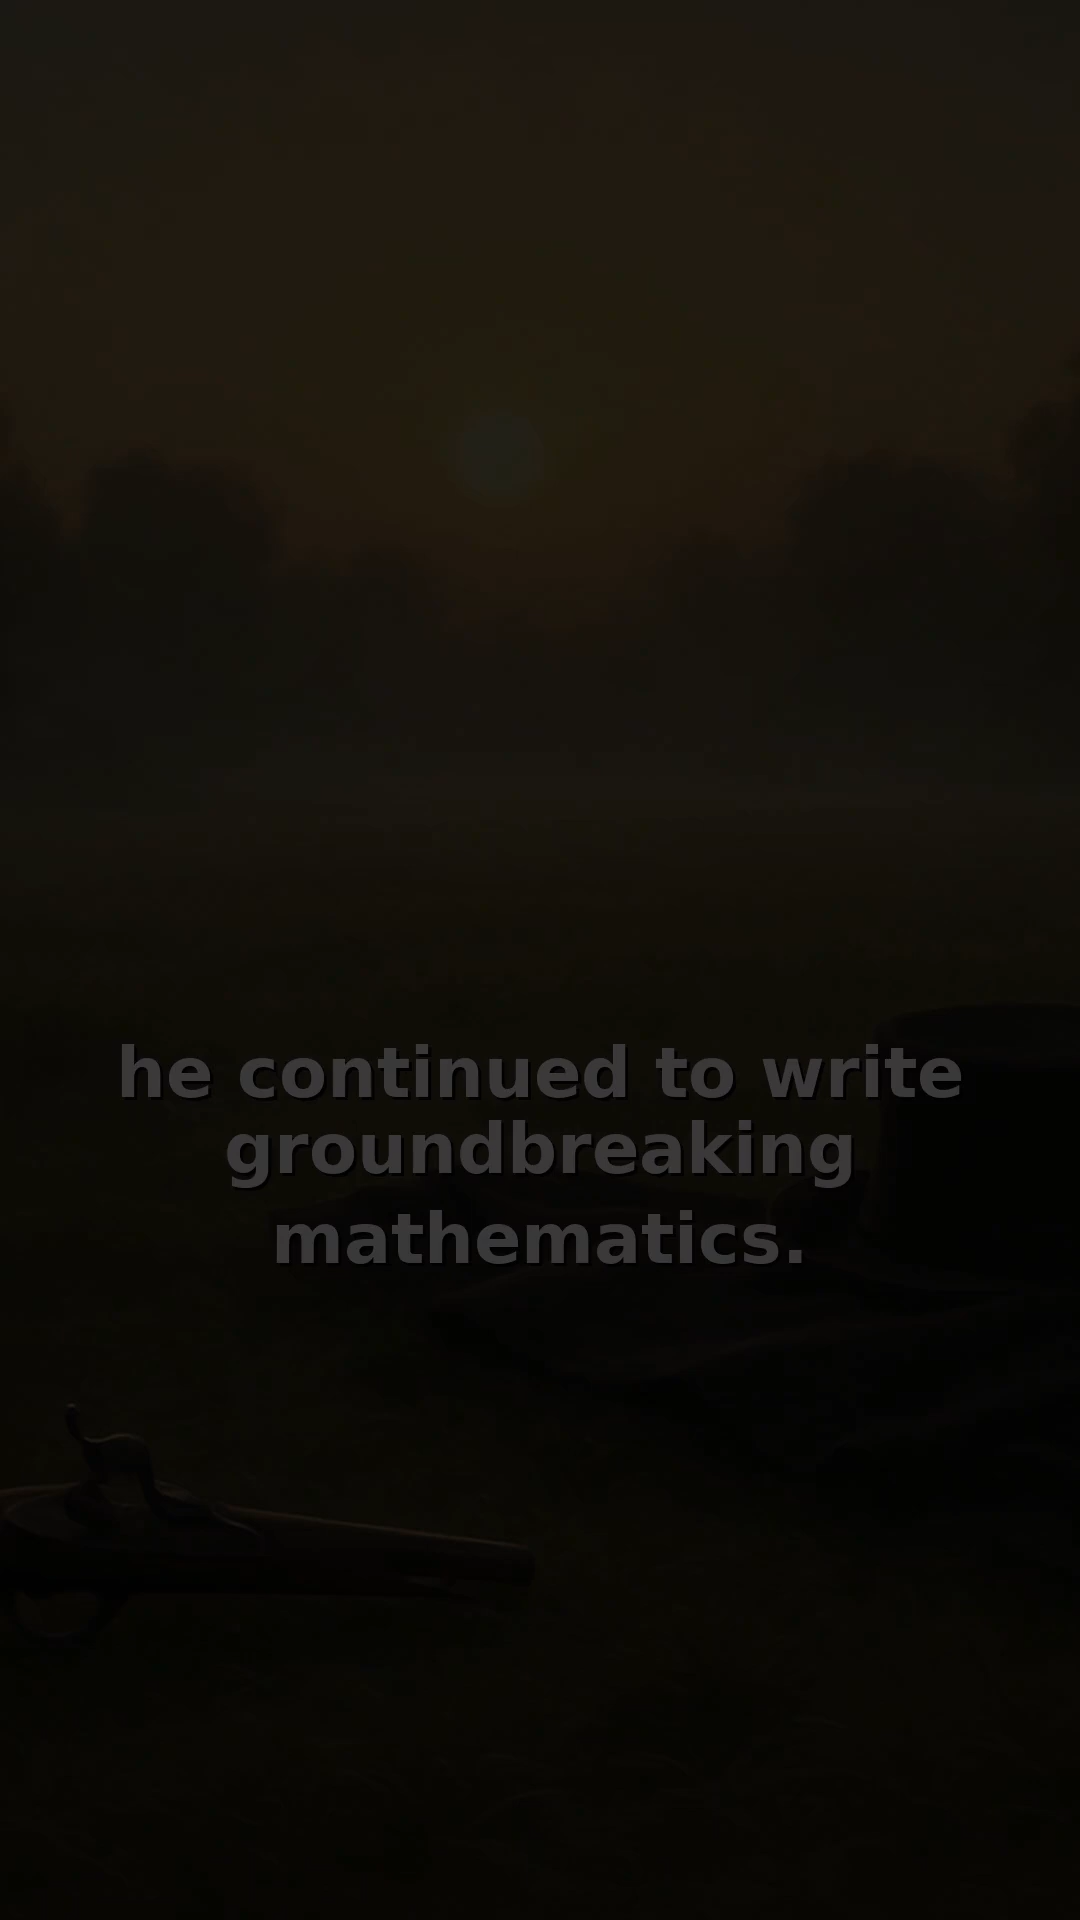 he continued to write
groundbreaking
mathematics.